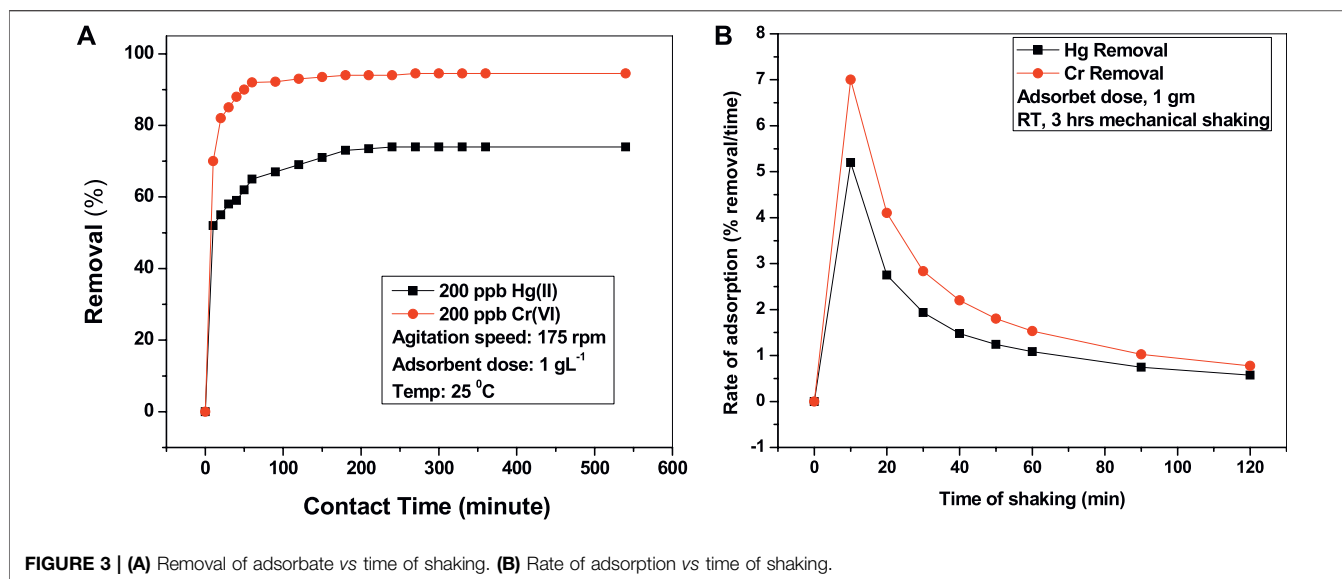 A
Removal (%)
100
80
60
40
20
0
200 ppb Hg(II)
200 ppb Cr(VI)
Agitation speed: 175 rpm
Adsorbent dose: 1 gL⁻¹
Temp: 25 ⁰C
0 100 200 300 400 500 600
Contact Time (minute)
B
Rate of adsorption (% removal/time)
8
7
6
5
4
3
2
1
0
-1
Hg Removal
Cr Removal
Adsorbet dose, 1 gm
RT, 3 hrs mechanical shaking
0 20 40 60 80 100 120
Time of shaking (min)
FIGURE 3 | (A) Removal of adsorbate vs time of shaking. (B) Rate of adsorption vs time of shaking.